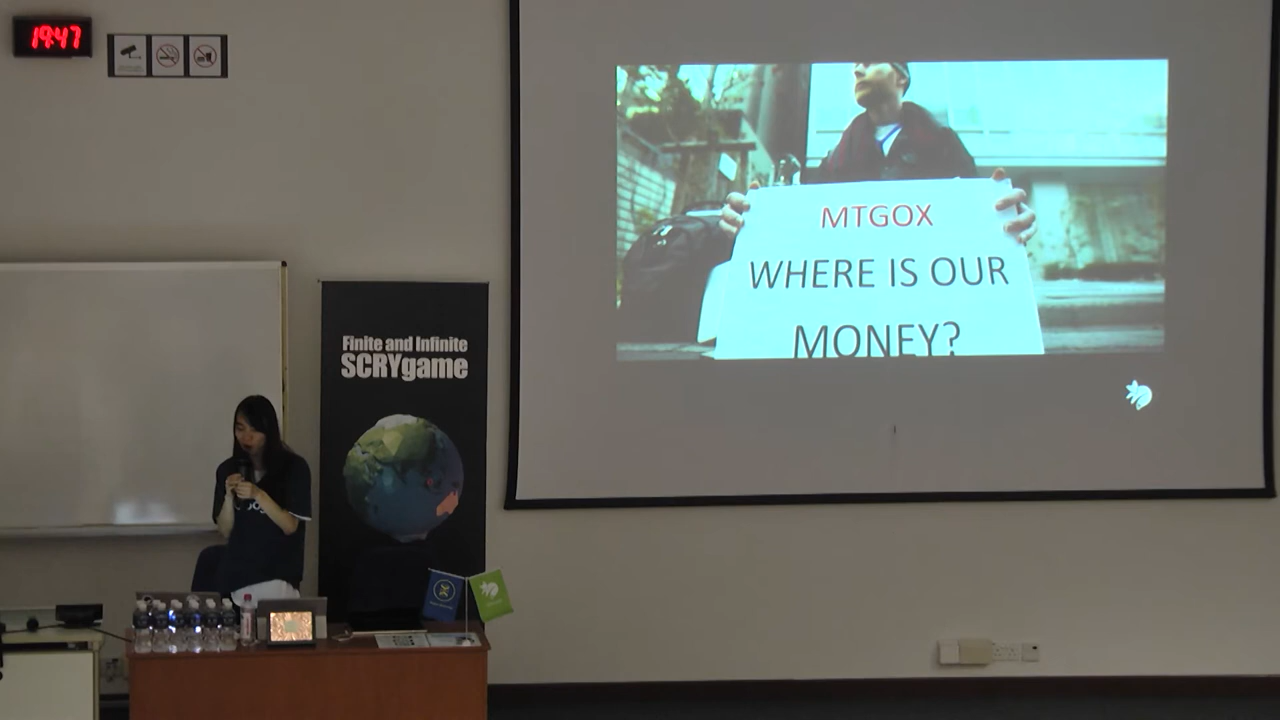 19:47
MTGOX
WHERE IS OUR
MONEY?
Finite and Infinite
SCRYgame